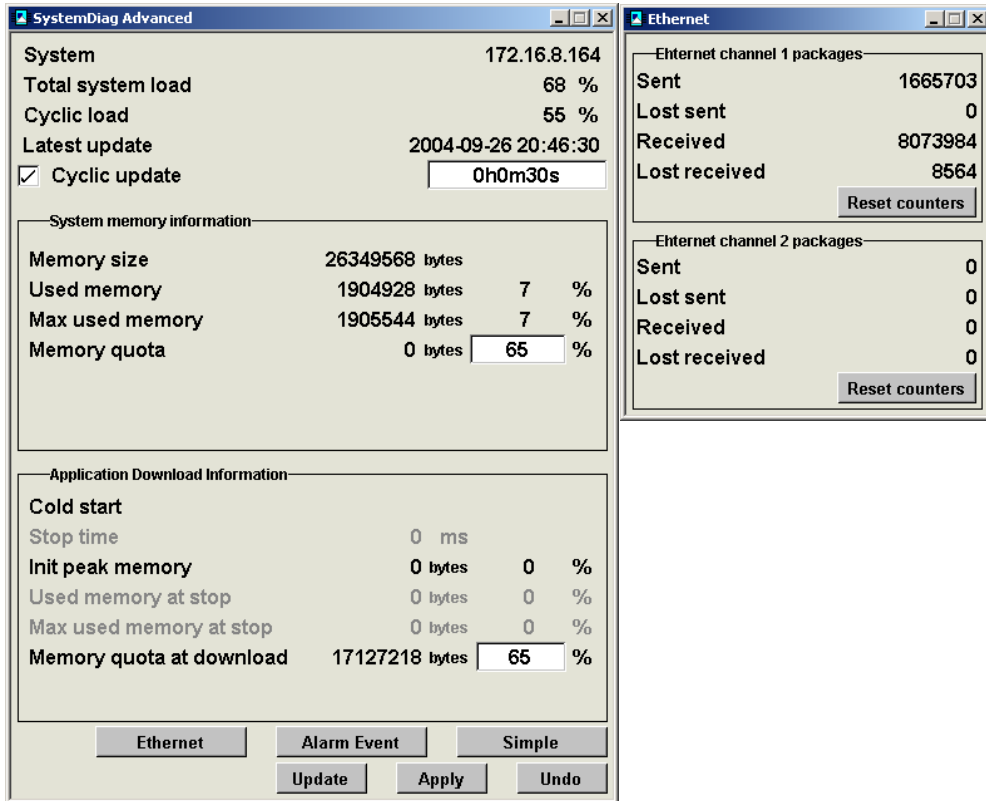 SystemDiag Advanced
System 172.16.8.164
Total system load 68 %
Cyclic load 55 %
Latest update 2004-09-26 20:46:30
Cyclic update 0h0m30s
System memory information
Memory size 26349568 bytes
Used memory 1904928 bytes 7 %
Max used memory 1905544 bytes 7 %
Memory quota 0 bytes 65 %
Application Download Information
Cold start
Stop time 0 ms
Init peak memory 0 bytes 0 %
Used memory at stop 0 bytes 0 %
Max used memory at stop 0 bytes 0 %
Memory quota at download 17127218 bytes 65 %
Ethernet Alarm Event Simple
Update Apply Undo
Ethernet
Ehternet channel 1 packages
Sent 1665703
Lost sent 0
Received 8073984
Lost received 8564
Reset counters
Ehternet channel 2 packages
Sent 0
Lost sent 0
Received 0
Lost received 0
Reset counters